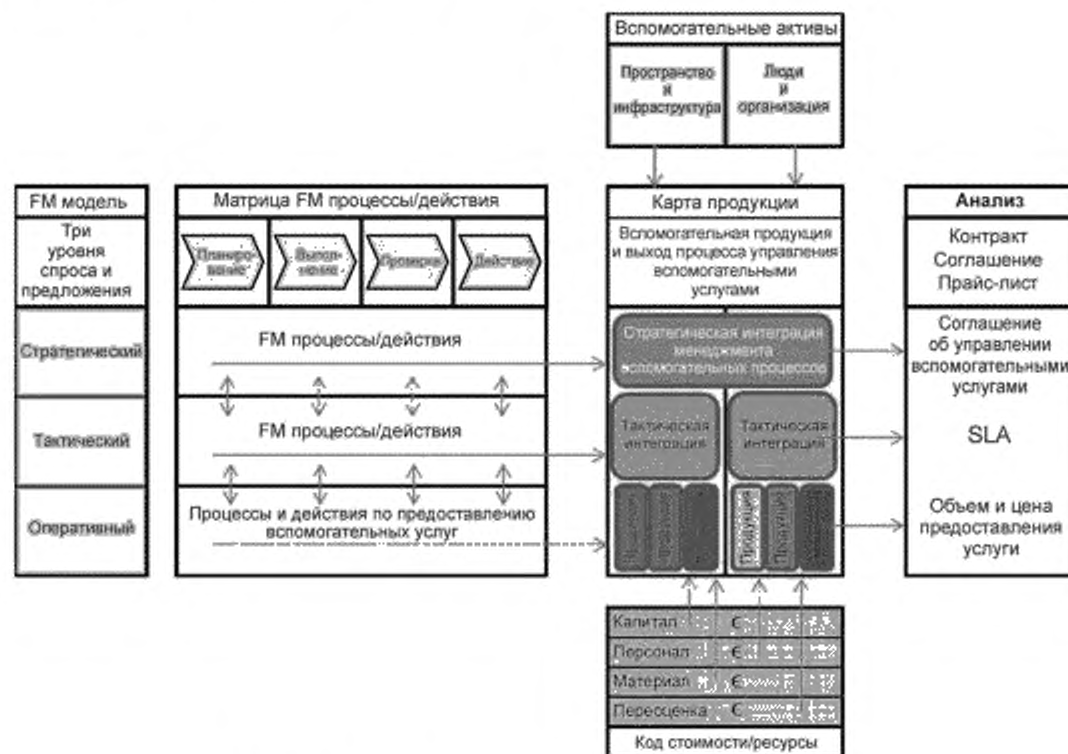 Вспомогательные активы
Пространство
и
инфраструктура
Люди
и
организация
FM модель
Три
уровня
спроса и
предложения
Стратегический
Тактический
Оперативный
Матрица FM процессы/действия
Планиро-
вание
Выпол-
нение
Проверка
Действие
FM процессы/действия
FM процессы/действия
Процессы и действия по предоставлению
вспомогательных услуг
Карта продукции
Вспомогательная продукция
и выход процесса управления
вспомогательными
услугами
Стратегическая интеграция
менеджмента
вспомогательных процессов
Тактическая
интеграция
Тактическая
интеграция
Продукция
Продукция
Анализ
Контракт
Соглашение
Прайс-лист
Соглашение
об управлении
вспомогательными
услугами
SLA
Объем и цена
предоставления
услуги
Капитал €
Персонал €
Материал €
Пересценка €
Код стоимости/ресурсы